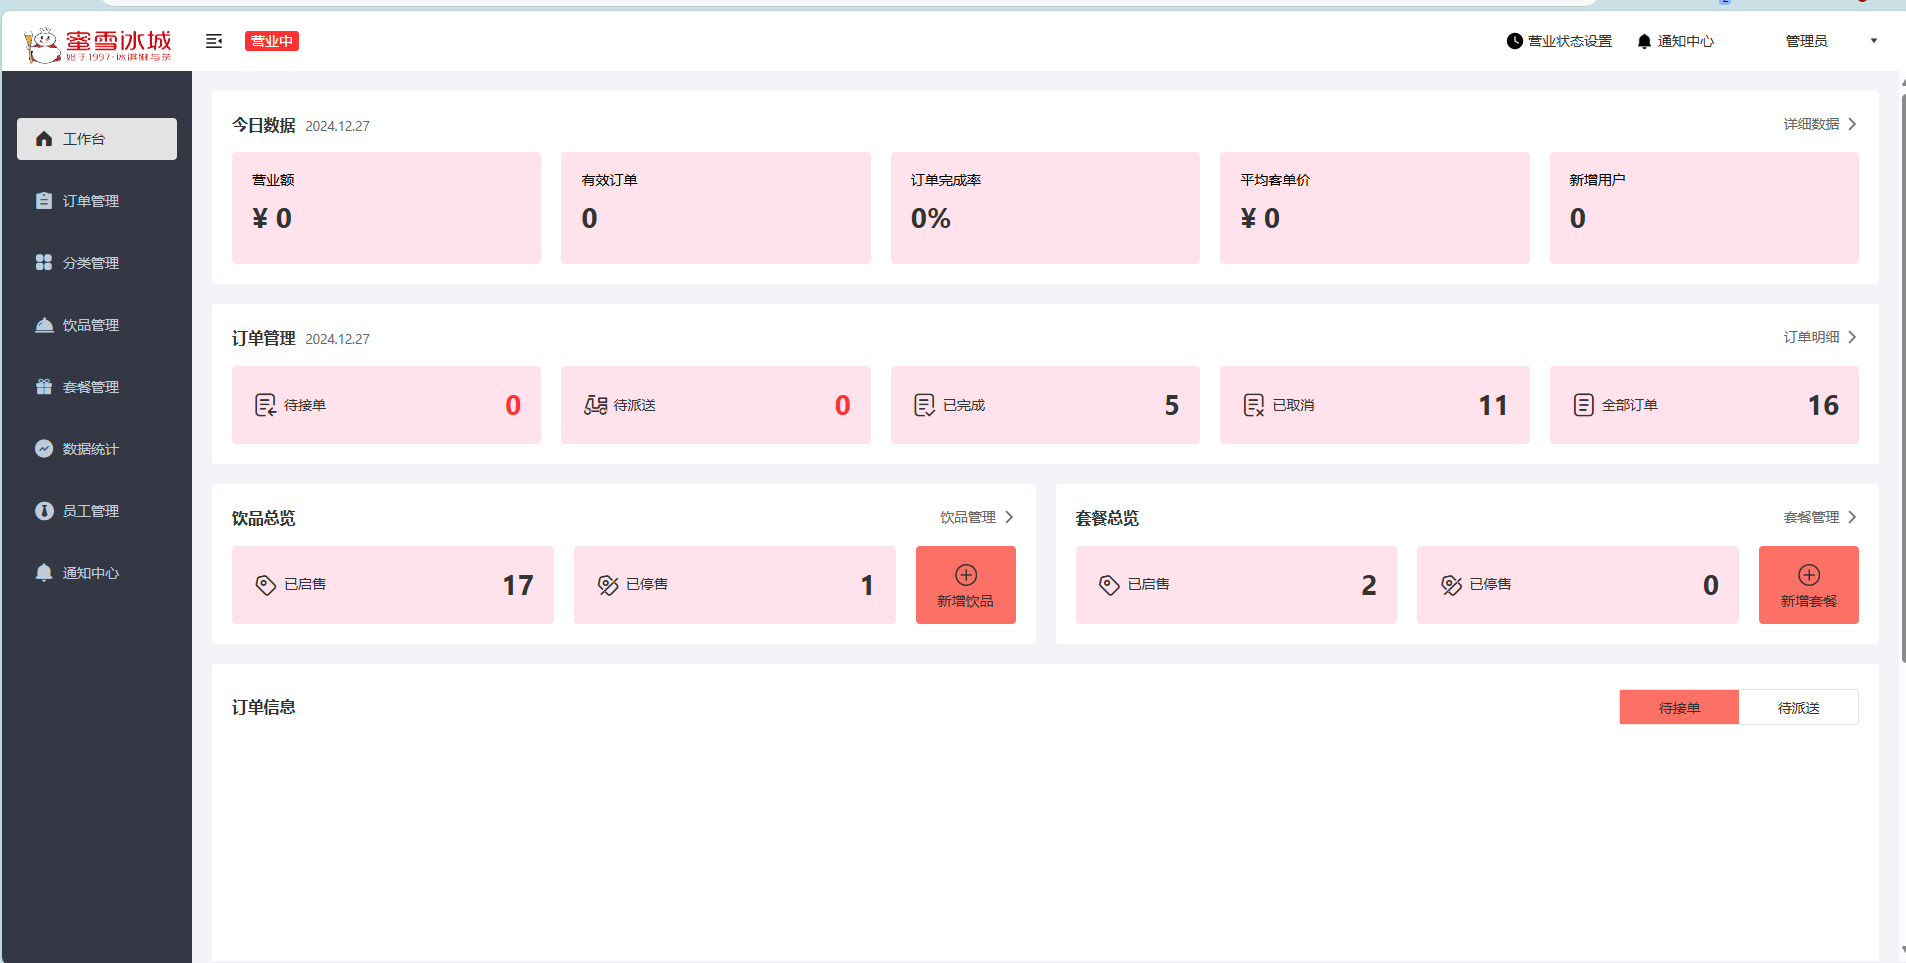 蜜雪冰城
始于1997·冰淇淋与茶
营业中
营业状态设置
通知中心
管理员
工作台
订单管理
分类管理
饮品管理
套餐管理
数据统计
员工管理
通知中心
今日数据 2024.12.27
详细数据
营业额
有效订单
订单完成率
平均客单价
新增用户
¥ 0
0
0%
¥ 0
0
订单管理 2024.12.27
订单明细
待接单 0
待派送 0
已完成 5
已取消 11
全部订单 16
饮品总览
饮品管理
已启售 17
已停售 1
新增饮品
套餐总览
套餐管理
已启售 2
已停售 0
新增套餐
订单信息
待接单
待派送